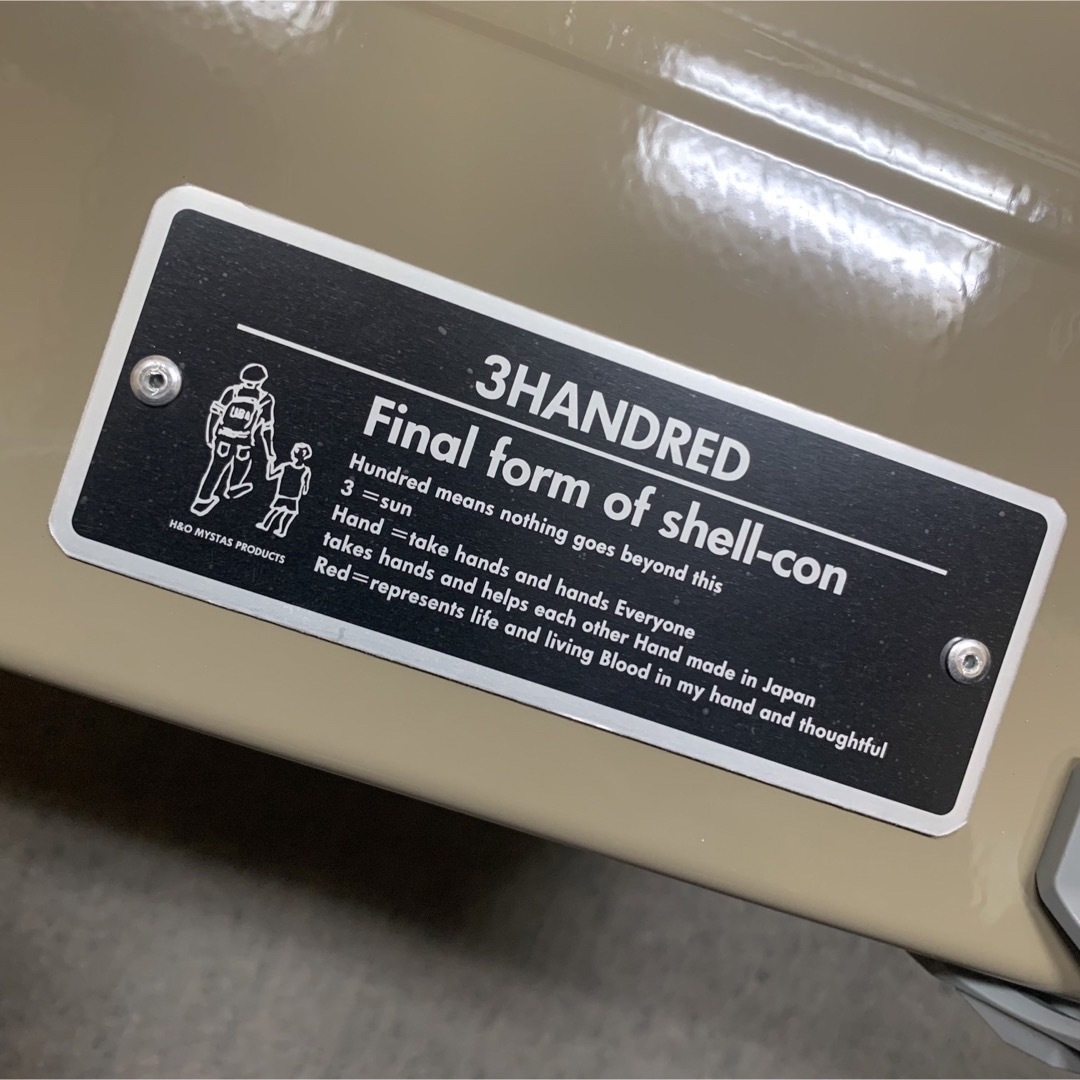 3HANDRED
Final form of shell-con
Hundred means nothing goes beyond this
3 =sun
Hand =take hands and hands Everyone
takes hands and helps each other Hand made in Japan
Red=represents life and living Blood in my hand and thoughtful
H&O MYSTAS PRODUCTS